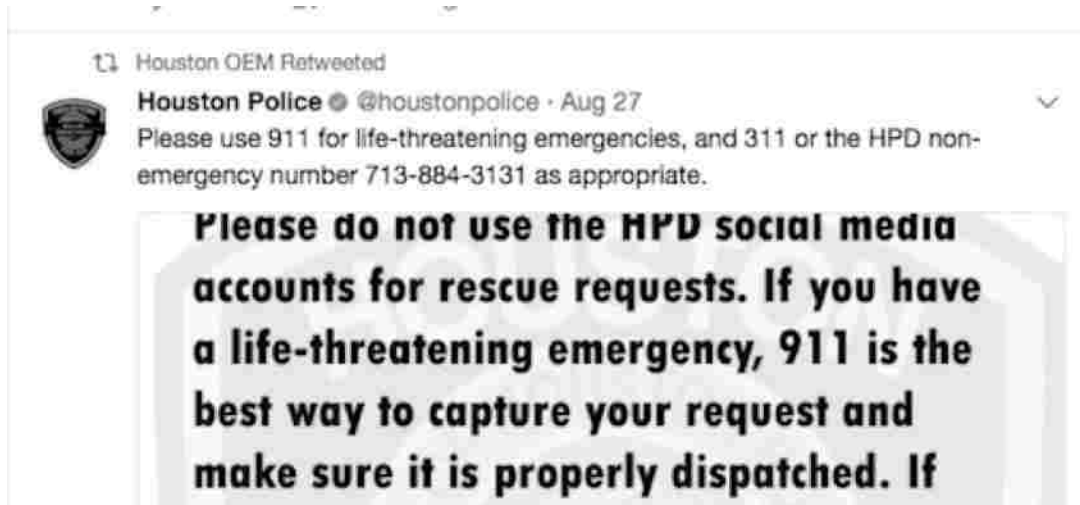 Houston OEM Retweeted
Houston Police @houstonpolice · Aug 27
Please use 911 for life-threatening emergencies, and 311 or the HPD non-
emergency number 713-884-3131 as appropriate.
Please do not use the HPD social media
accounts for rescue requests. If you have
a life-threatening emergency, 911 is the
best way to capture your request and
make sure it is properly dispatched. If